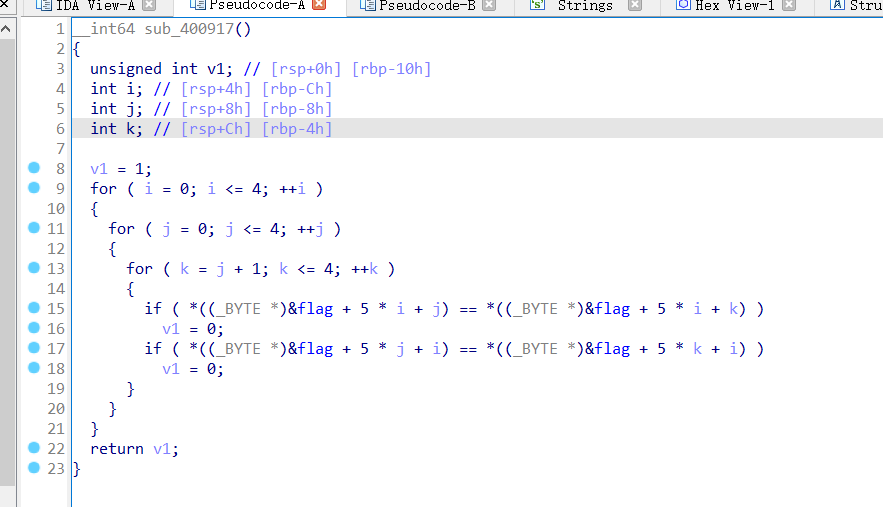 IDA View-A Pseudocode-A Pseudocode-B Strings Hex View-1 Stru
1 __int64 sub_400917()
2 {
3 unsigned int v1; // [rsp+0h] [rbp-10h]
4 int i; // [rsp+4h] [rbp-Ch]
5 int j; // [rsp+8h] [rbp-8h]
6 int k; // [rsp+Ch] [rbp-4h]
7
8 v1 = 1;
9 for ( i = 0; i <= 4; ++i )
10 {
11 for ( j = 0; j <= 4; ++j )
12 {
13 for ( k = j + 1; k <= 4; ++k )
14 {
15 if ( *((_BYTE *)&flag + 5 * i + j) == *((_BYTE *)&flag + 5 * i + k) )
16 v1 = 0;
17 if ( *((_BYTE *)&flag + 5 * j + i) == *((_BYTE *)&flag + 5 * k + i) )
18 v1 = 0;
19 }
20 }
21 }
22 return v1;
23 }